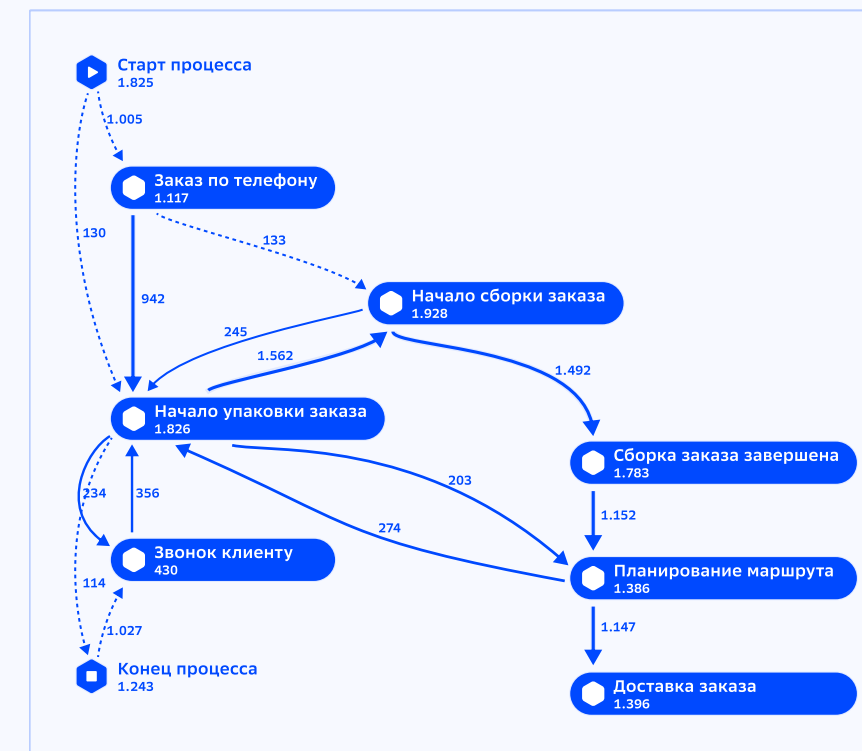 Старт процесса
1.825
1.005
Заказ по телефону
1.117
130
133
942
Начало сборки заказа
1.928
245
1.562
1.492
Начало упаковки заказа
1.826
Сборка заказа завершена
1.783
203
234
356
274
1.152
Звонок клиенту
430
Планирование маршрута
1.386
114
1.027
1.147
Конец процесса
1.243
Доставка заказа
1.396